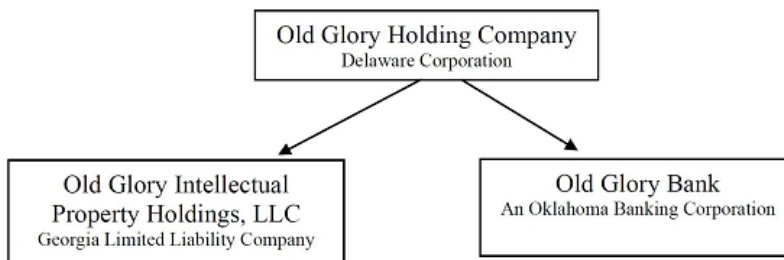 Old Glory Holding Company
Delaware Corporation
Old Glory Intellectual
Property Holdings, LLC
Georgia Limited Liability Company
Old Glory Bank
An Oklahoma Banking Corporation